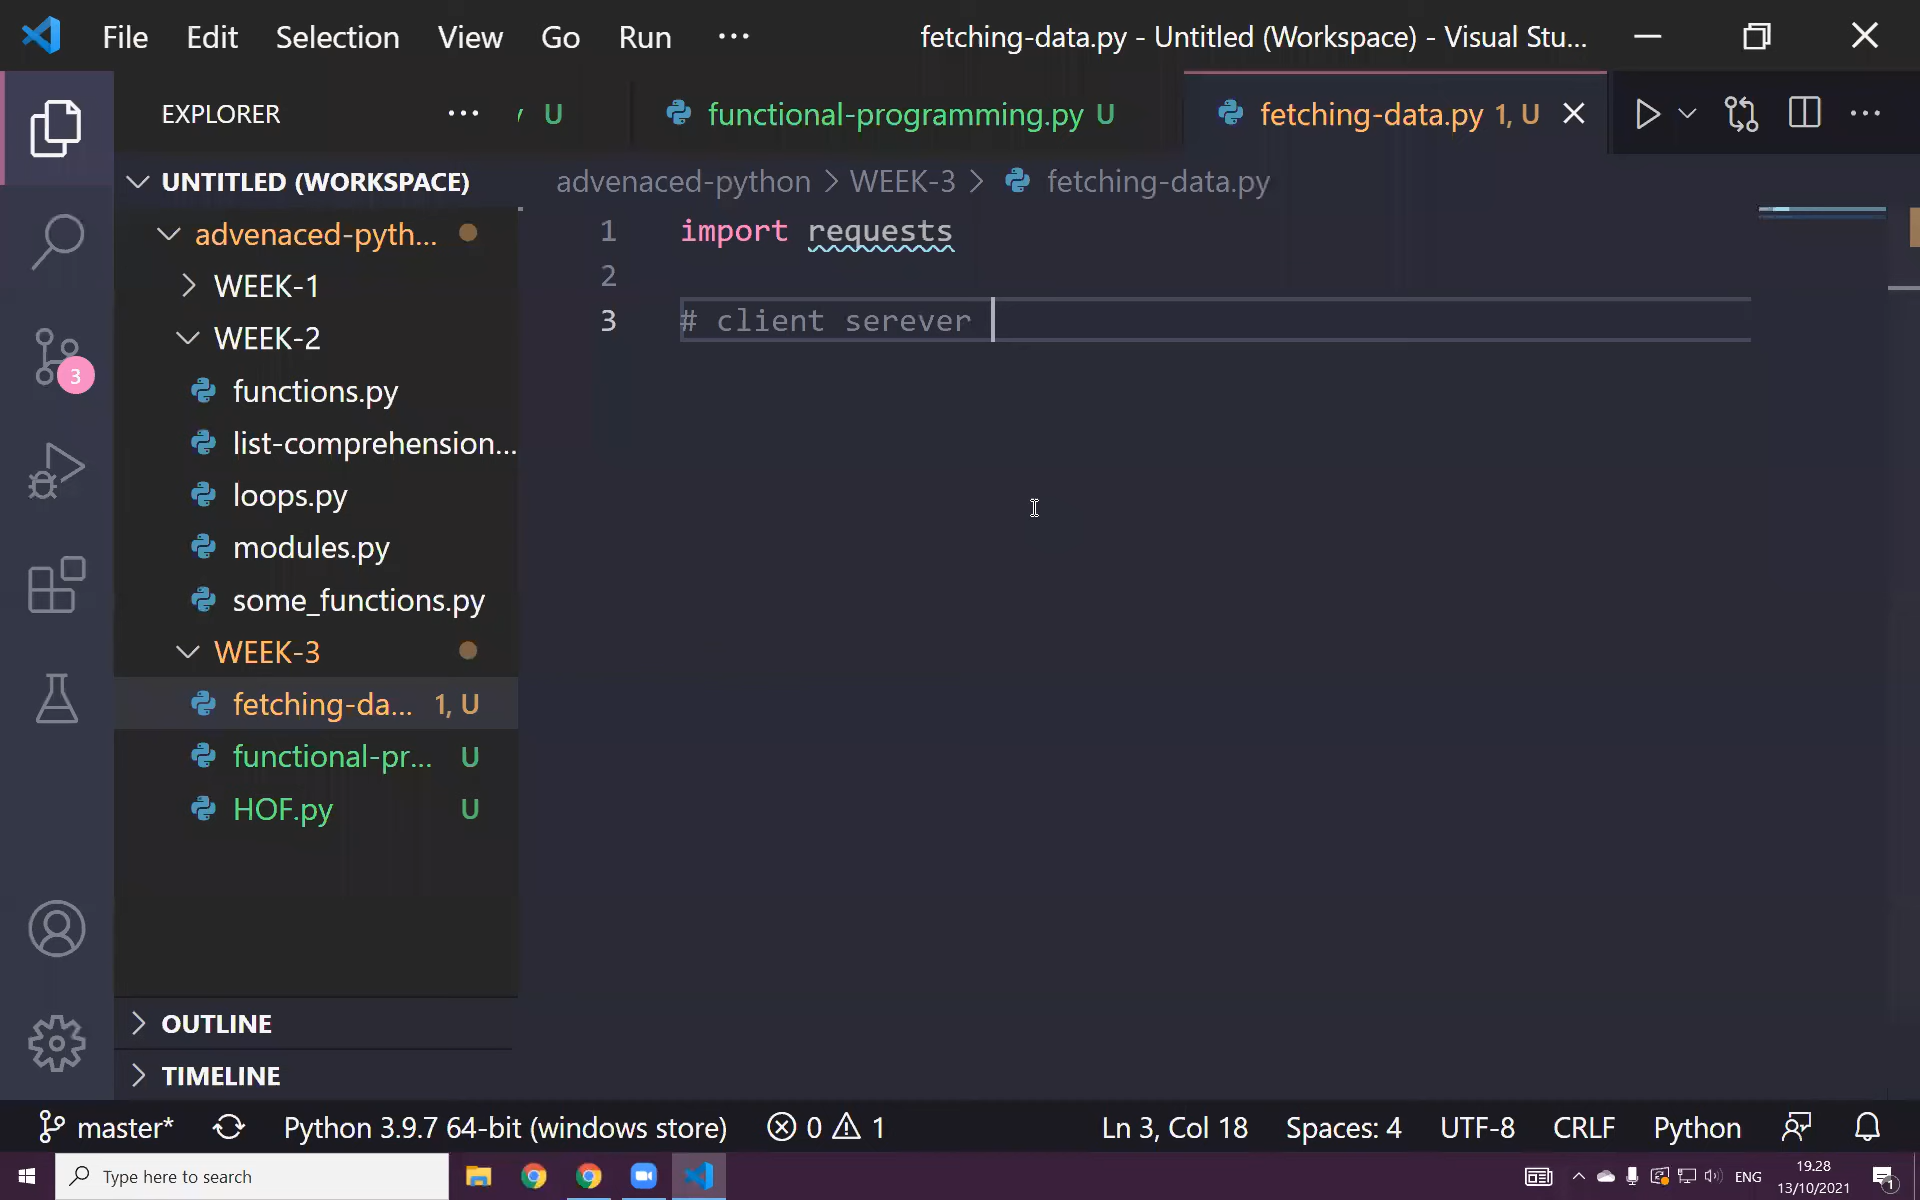 File Edit Selection View Go Run ···
fetching-data.py - Untitled (Workspace) - Visual Stu...
EXPLORER ···
U
functional-programming.py U
fetching-data.py 1, U
UNTITLED (WORKSPACE)
advenaced-python > WEEK-3 > fetching-data.py
advenaced-pyth...
WEEK-1
WEEK-2
functions.py
list-comprehension...
loops.py
modules.py
some_functions.py
WEEK-3
fetching-da... 1, U
functional-pr... U
HOF.py U
OUTLINE
TIMELINE
1 import requests
2
3 # client serever
3
master* Python 3.9.7 64-bit (windows store) 0 1 Ln 3, Col 18 Spaces: 4 UTF-8 CRLF Python
Type here to search
ENG
19.28
13/10/2021
1